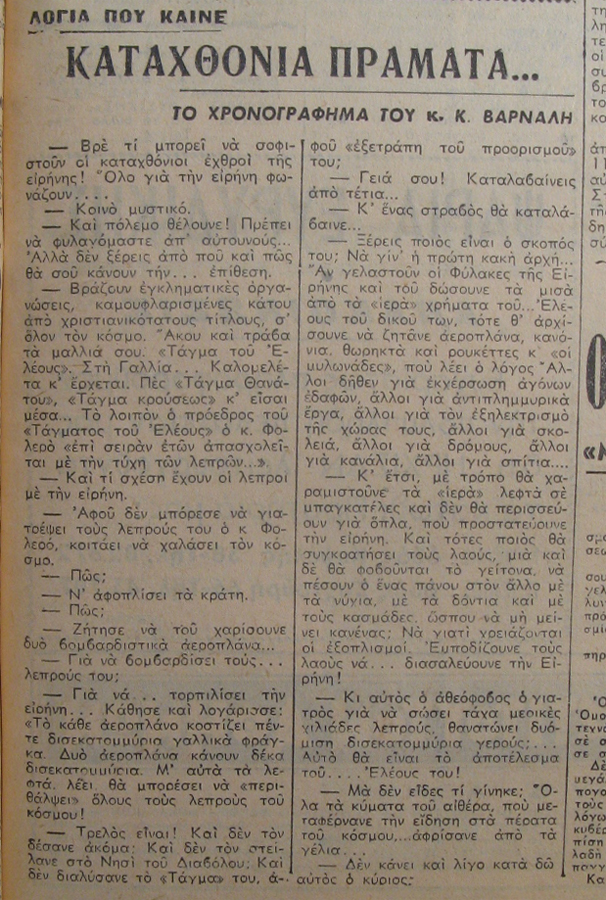 ΛΟΓΙΑ ΠΟΥ ΚΑΙΝΕ
ΚΑΤΑΧΘΟΝΙΑ ΠΡΑΜΑΤΑ...
ΤΟ ΧΡΟΝΟΓΡΑΦΗΜΑ ΤΟΥ κ. Κ. ΒΑΡΝΑΛΗ
— Βρὲ τί μπορεῖ νὰ σοφι-
στοῦν οἱ καταχθόνιοι ἐχθροὶ τῆς
εἰρήνης! Ὅλο γιὰ τὴν εἰρήνη φω-
νάζουν....
— Κοινὸ μυστικό.
— Καὶ πόλεμο θέλουνε! Πρέπει
νὰ φυλαγόμαστε ἀπ' αὐτουνούς...
Ἀλλὰ δὲν ξέρεις ἀπὸ ποῦ καὶ πῶς
θὰ σοῦ κάνουν τὴν... ἐπίθεση.
— Βράζουν ἐγκληματικὲς ὀργα-
νώσεις, καμουφλαρισμένες κάτου
ἀπὸ χριστιανικότατους τίτλους, σ'
ὅλον τὸν κόσμο. Ἄκου καὶ τράβα
τὰ μαλλιά σου. «Τάγμα τοῦ Ἐ-
λέους». Στὴ Γαλλία... Καλομελέ-
τα κ' ἔρχεται. Πὲς «Τάγμα Θανά-
του», «Τάγμα κρούσεως» κ' εἶσαι
μέσα... Τὸ λοιπὸν ὁ πρόεδρος τοῦ
«Τάγματος τοῦ Ἐλέους» ὁ κ. Φο-
λερὸ «ἐπὶ σειρὰν ἐτῶν ἀπασχολεῖ-
ται μὲ τὴν τύχη τῶν λεπρῶν...».
— Καὶ τί σχέση ἔχουν οἱ λεπροὶ
μὲ τὴν εἰρήνη.
— Ἀφοῦ δὲν μπόρεσε νὰ για-
τρέψει τοὺς λεπρούς του ὁ κ Φο-
λερό, κοιτάει νὰ χαλάσει τὸν κό-
σμο.
— Πῶς;
— Ν' ἀφοπλίσει τὰ κράτη.
— Πῶς;
— Ζήτησε νὰ τοῦ χαρίσουνε
δυὸ βομβαρδιστικὰ ἀεροπλάνα...
— Γιὰ νὰ βομβαρδίσει τούς...
λεπρούς του;
— Γιὰ νὰ... τορπιλίσει τὴν
εἰρήνη... Κάθησε καὶ λογάρισσε:
«Τὸ κάθε ἀεροπλάνο κοστίζει πέν-
τε δισεκατομμύρια γαλλικὰ φράγ-
κα. Δυὸ ἀεροπλάνα κάνουν δέκα
δισεκατομμύρια. Μ' αὐτὰ τὰ λε-
φτά, λέει, θὰ μπορέσει νὰ «περι-
θάλψει» ὅλους τοὺς λεπροὺς τοῦ
κόσμου!
— Τρελὸς εἶναι! Καὶ δὲν τὸν
δέσανε ἀκόμα; Καὶ δὲν τὸν στεί-
λανε στὸ Νησὶ τοῦ Διαβόλου; Καὶ
δὲν διαλύσανε τὸ «Τάγμα» του, ἀ-
φοῦ «ἐξετράπη τοῦ προορισμοῦ»
του;
— Γειά σου! Καταλαβαίνεις
ἀπὸ τέτια...
— Κ' ἕνας στραβὸς θὰ καταλά-
βαινε...
— Ξέρεις ποιὸς εἶναι ὁ σκοπός
του; Νὰ γίν' ἡ πρώτη κακὴ ἀρχή...
Ἂν γελαστοῦν οἱ Φύλακες τῆς Εἰ-
ρήνης καὶ τοῦ δώσουνε τὰ μισὰ
ἀπὸ τὰ «ἱερὰ» χρήματα τοῦ... Ἐλέ-
ους τοῦ δικοῦ των, τότε θ' ἀρχί-
σουνε νὰ ζητᾶνε ἀεροπλάνα, κανό-
νια, θωρηκτὰ καὶ ρουκέττες κ' «οἱ
μυλωνάδες», ποὺ λέει ὁ λόγος Ἀλ-
λοι δῆθεν γιὰ ἐκχέρσωση ἀγόνων
ἐδαφῶν, ἄλλοι γιὰ ἀντιπλημμυρικὰ
ἔργα, ἄλλοι γιὰ τὸν ἐξηλεκτρισμὸ
τῆς χώρας τους, ἄλλοι γιὰ σκο-
λειά, ἄλλοι γιὰ δρόμους, ἄλλοι
γιὰ κανάλια, ἄλλοι γιὰ σπίτια....
— Κ' ἔτσι, μὲ τρόπο θὰ χα-
ραμιστοῦνε τὰ «ἱερὰ» λεφτὰ σὲ
μπαγκατέλες καὶ δὲν θὰ περισσεύ-
ουν γιὰ ὅπλα, ποὺ προστατεύουνε
τὴν εἰρήνη. Καὶ τότες ποιὸς θὰ
συγκρατήσει τοὺς λαούς, μιὰ καὶ
δὲ θὰ φοβοῦνται τὸ γείτονα, νὰ
πέσουν ὁ ἕνας πάνου στὸν ἄλλο μὲ
τὰ νύχια, μὲ τὰ δόντια καὶ μὲ
τοὺς κασμάδες, ὥσπου νὰ μὴ μεί-
νει κανένας; Νὰ γιατὶ χρειάζονται
οἱ ἐξοπλισμοί. Ἐμποδίζουνε τοὺς
λαοὺς νά... διασαλεύουνε τὴν Εἰ-
ρήνη!
— Κι αὐτὸς ὁ ἀθεόφοβος ὁ για-
τρὸς γιὰ νὰ σώσει τάχα μερικὲς
χιλιάδες λεπρούς, θανατώνει δυό-
μιση δισεκατομμύρια γερούς;...
Αὐτὸ θὰ εἶναι τὸ ἀποτέλεσμα
τοῦ.... Ἐλέους του!
— Μὰ δὲν εἶδες τί γίνηκε; Ὅ-
λα τὰ κύματα τοῦ αἰθέρα, ποὺ με-
ταφέρνανε τὴν εἴδηση στὰ πέρατα
τοῦ κόσμου,...ἀφρίσανε ἀπὸ τὰ
γέλια...
— Δὲν κάνει καὶ λίγο κατὰ δῶ
αὐτὸς ὁ κύριος;